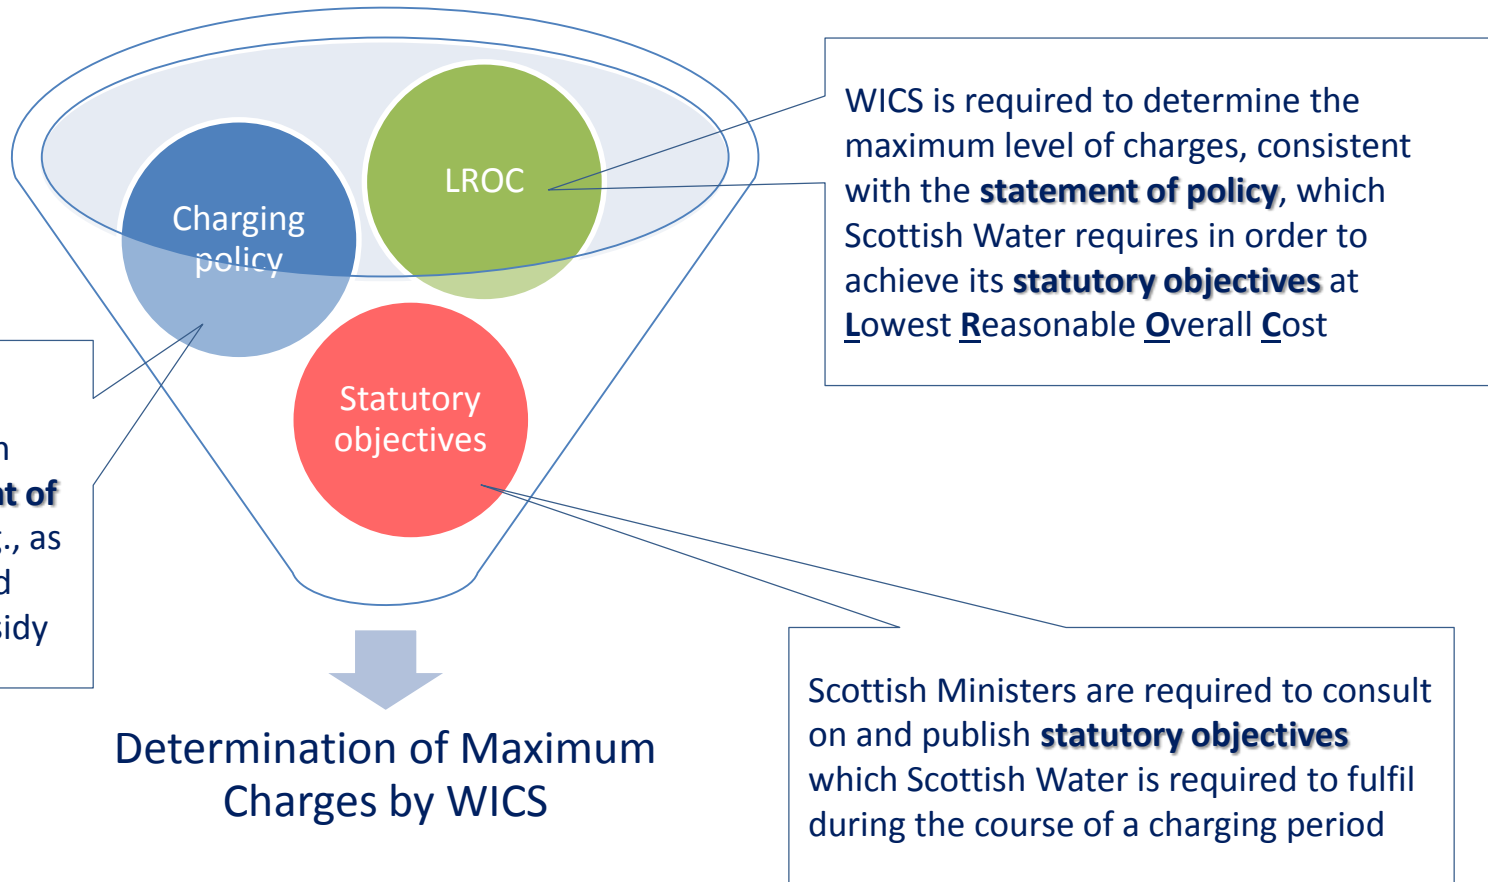 LROC
Charging
policy
Statutory
objectives
WICS is required to determine the
maximum level of charges, consistent
with the statement of policy, which
Scottish Water requires in order to
achieve its statutory objectives at
Lowest Reasonable Overall Cost
of
as
Scottish Ministers are required to consult
on and publish statutory objectives
which Scottish Water is required to fulfil
during the course of a charging period
Determination of Maximum
Charges by WICS